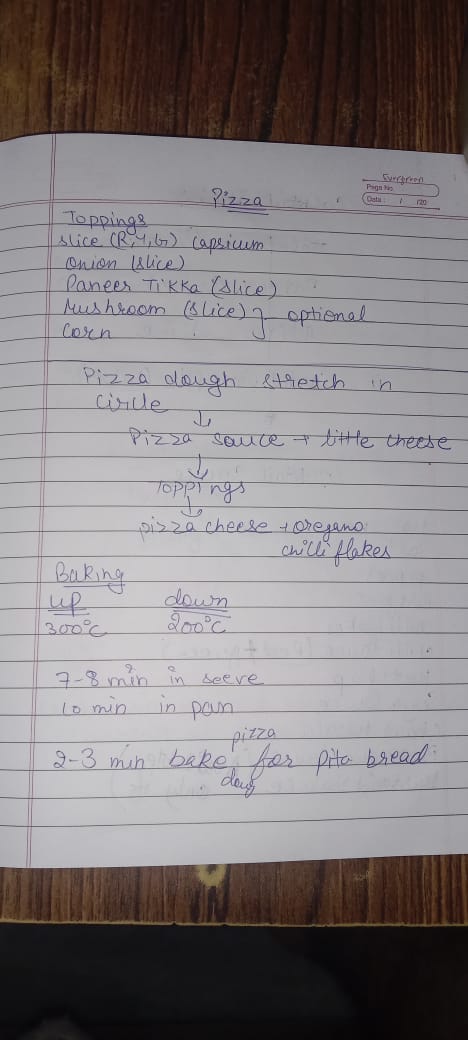 Evergreen
Page No.
Date: / /20
Pizza
Toppings
Slice (R,Y,G) Capsicum
Onion (slice)
Paneer Tikka (slice)
Mushroom (slice) } optional
Corn
Pizza dough stretch in
circle
↓
Pizza sauce + little cheese
↓
Toppings
↓
pizza cheese + oregano
chilli flakes
Baking
up down
300°C 200°C
7-8 min in seeve
10 min in pan
pizza
2-3 min bake for pita bread
doug